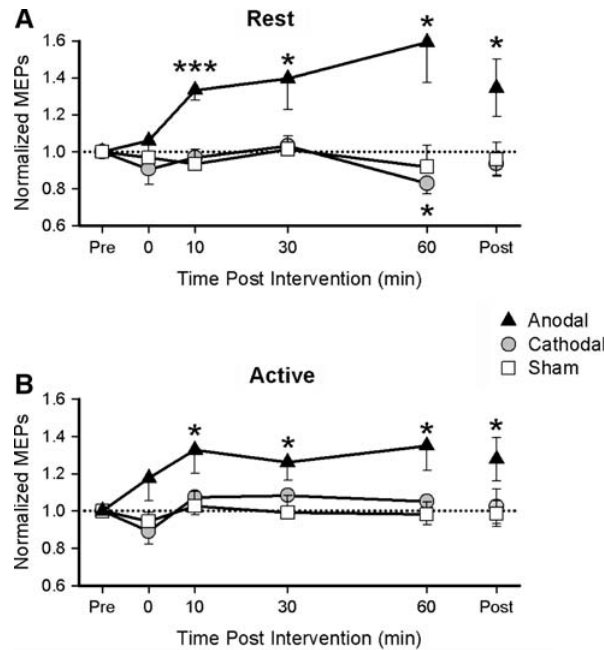 A
Rest
Normalized MEPs
1.6
1.4
1.2
1.0
0.8
0.6
***
*
*
*
*
Pre
0
10
30
60
Post
Time Post Intervention (min)
Anodal
Cathodal
Sham
B
Active
Normalized MEPs
1.6
1.4
1.2
1.0
0.8
0.6
*
*
*
*
Pre
0
10
30
60
Post
Time Post Intervention (min)